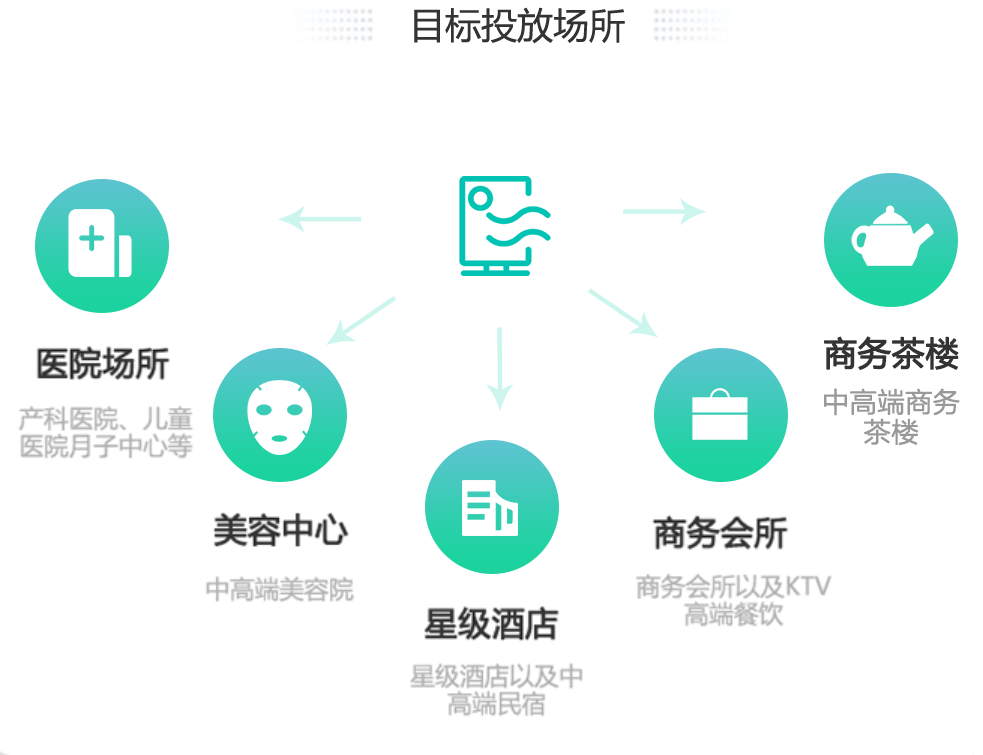 目标投放场所
医院场所
产科医院、儿童
医院月子中心等
美容中心
中高端美容院
星级酒店
星级酒店以及中
高端民宿
商务会所
商务会所以及KTV
高端餐饮
商务茶楼
中高端商务
茶楼